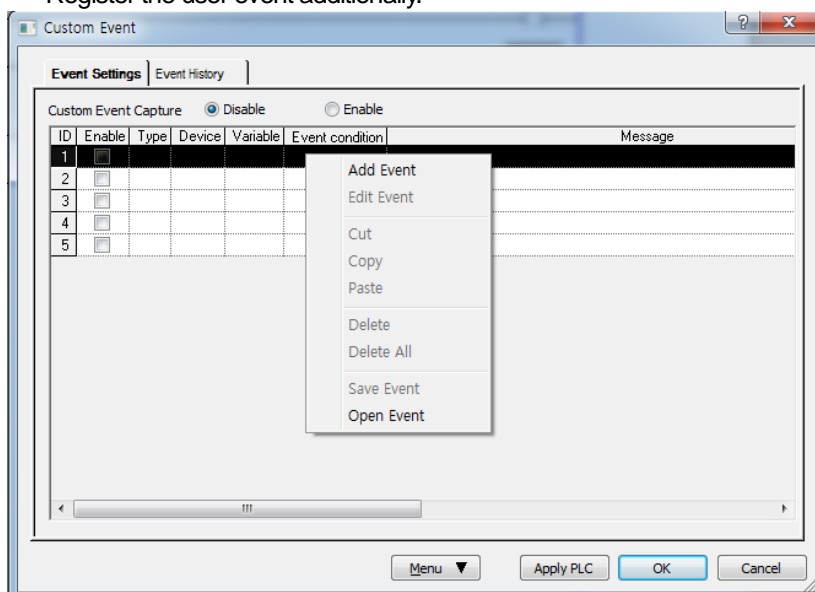 Register the user event additionally.
Custom Event
Event Settings Event History
Custom Event Capture Disable Enable
ID Enable Type Device Variable Event condition Message
1
2
3
4
5
Add Event
Edit Event
Cut
Copy
Paste
Delete
Delete All
Save Event
Open Event
Menu ▼ Apply PLC OK Cancel